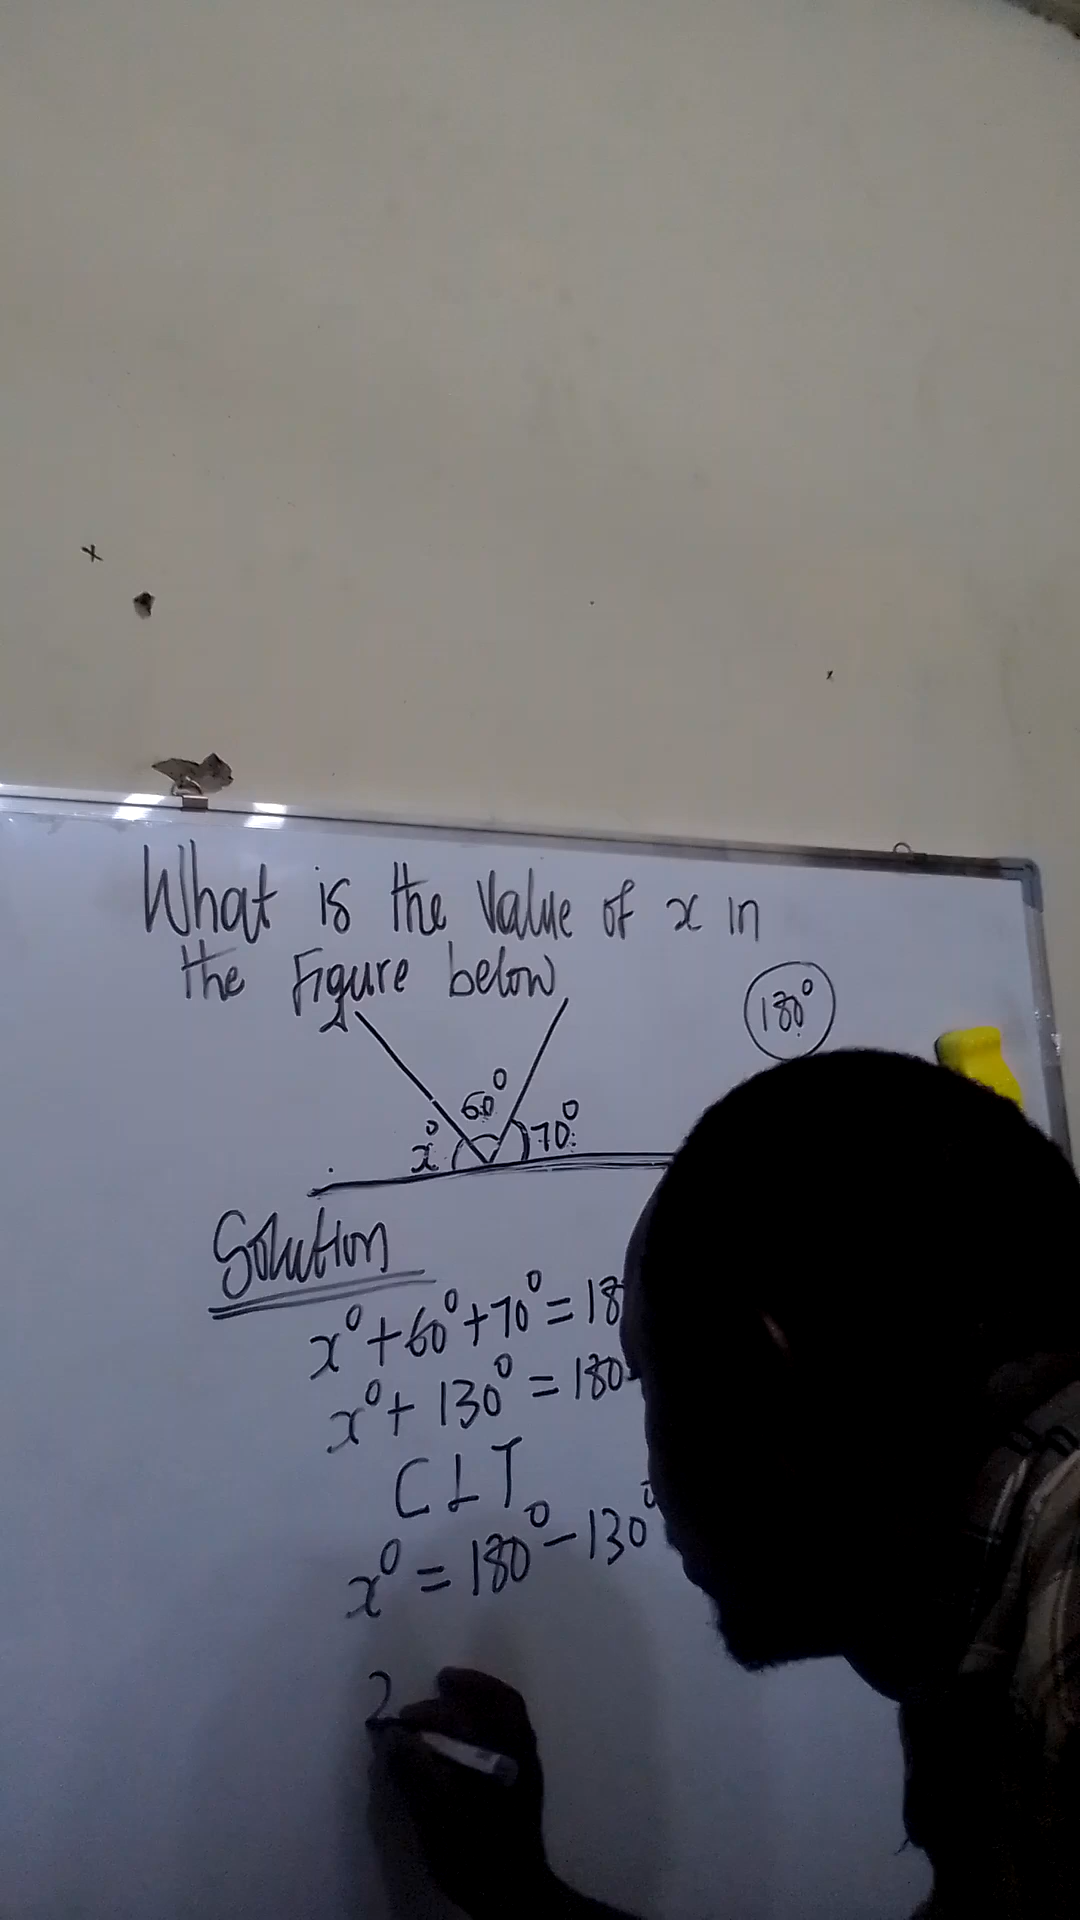 What is the Value of x in
the Figure below
180°
60°
x° 70°
Solution
x° + 60° + 70° = 18
x° + 130° = 180
CLT
x° = 180° - 130°